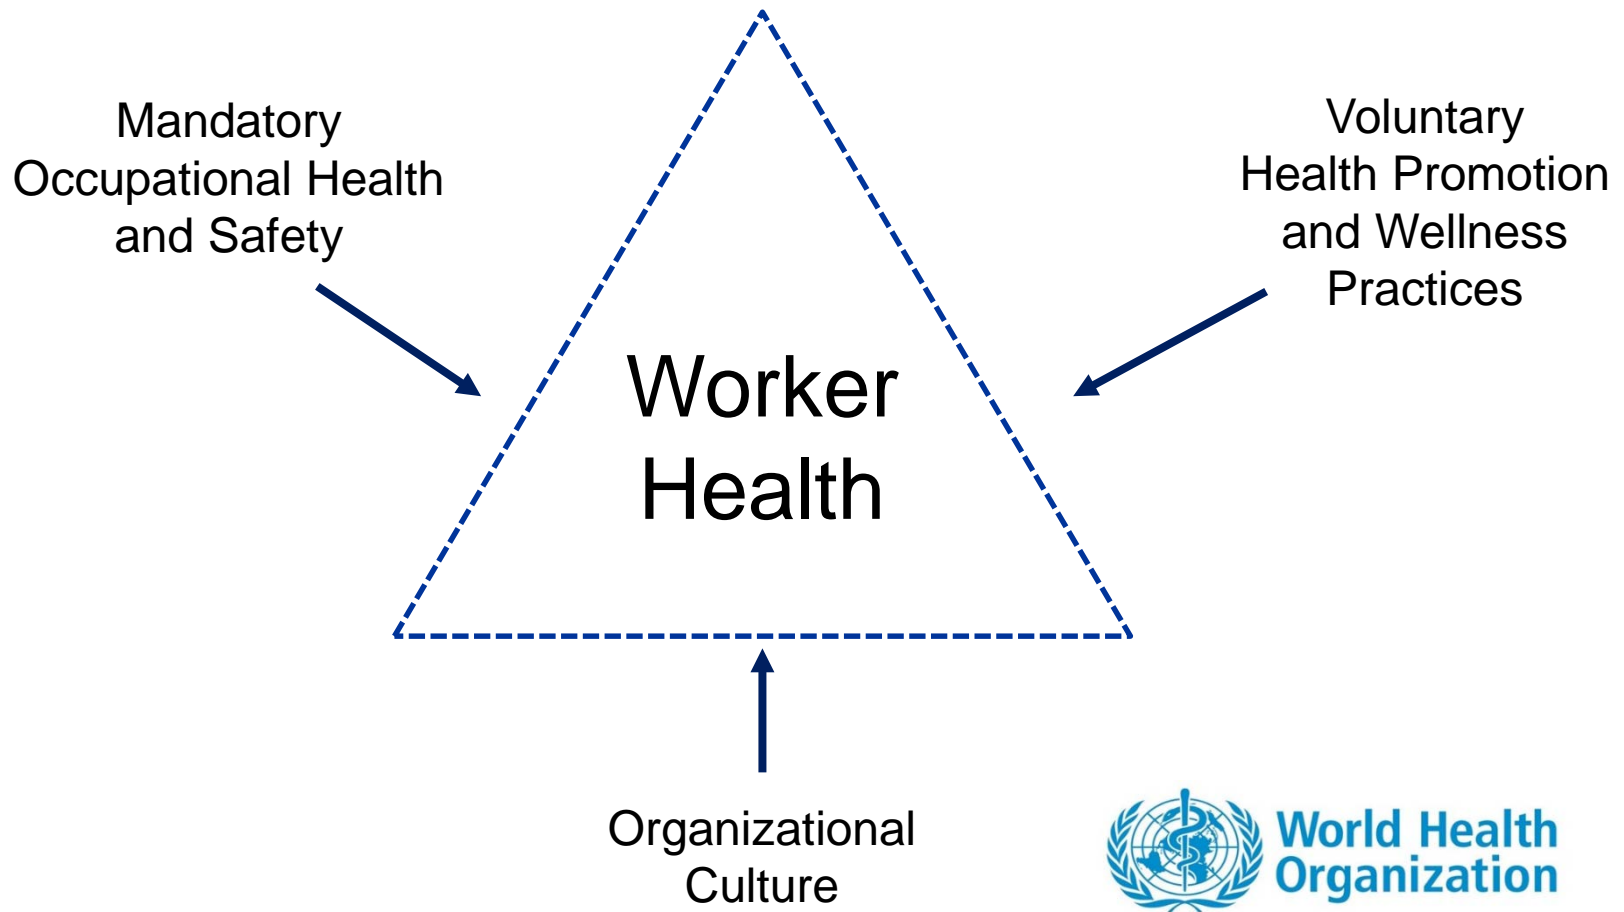 Mandatory
Occupational Health
and Safety
Voluntary
Health Promotion
and Wellness
Practices
Worker
Health
Organizational
Culture
World Health
Organization